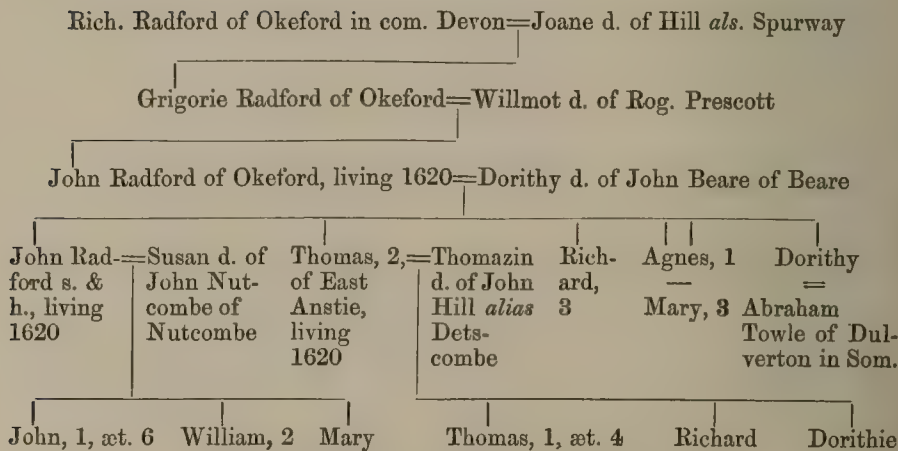 Rich. Radford of Okeford in com. Devon=Joane d. of Hill als. Spurway
Grigorie Radford of Okeford=Willmot d. of Rog. Prescott
John Radford of Okeford, living 1620=Dorithy d. of John Beare of Beare
John Rad-
ford s. &
h., living
1620
=Susan d. of
John Nut-
combe of
Nutcombe
Thomas, 2,
of East
Anstie,
living
1620
=Thomazin
d. of John
Hill alias
Dets-
combe
Rich-
ard,
3
Agnes, 1
—
Mary, 3
Dorithy
=
Abraham
Towle of Dul-
verton in Som.
John, 1, æt. 6 William, 2 Mary Thomas, 1, æt. 4 Richard Dorithie